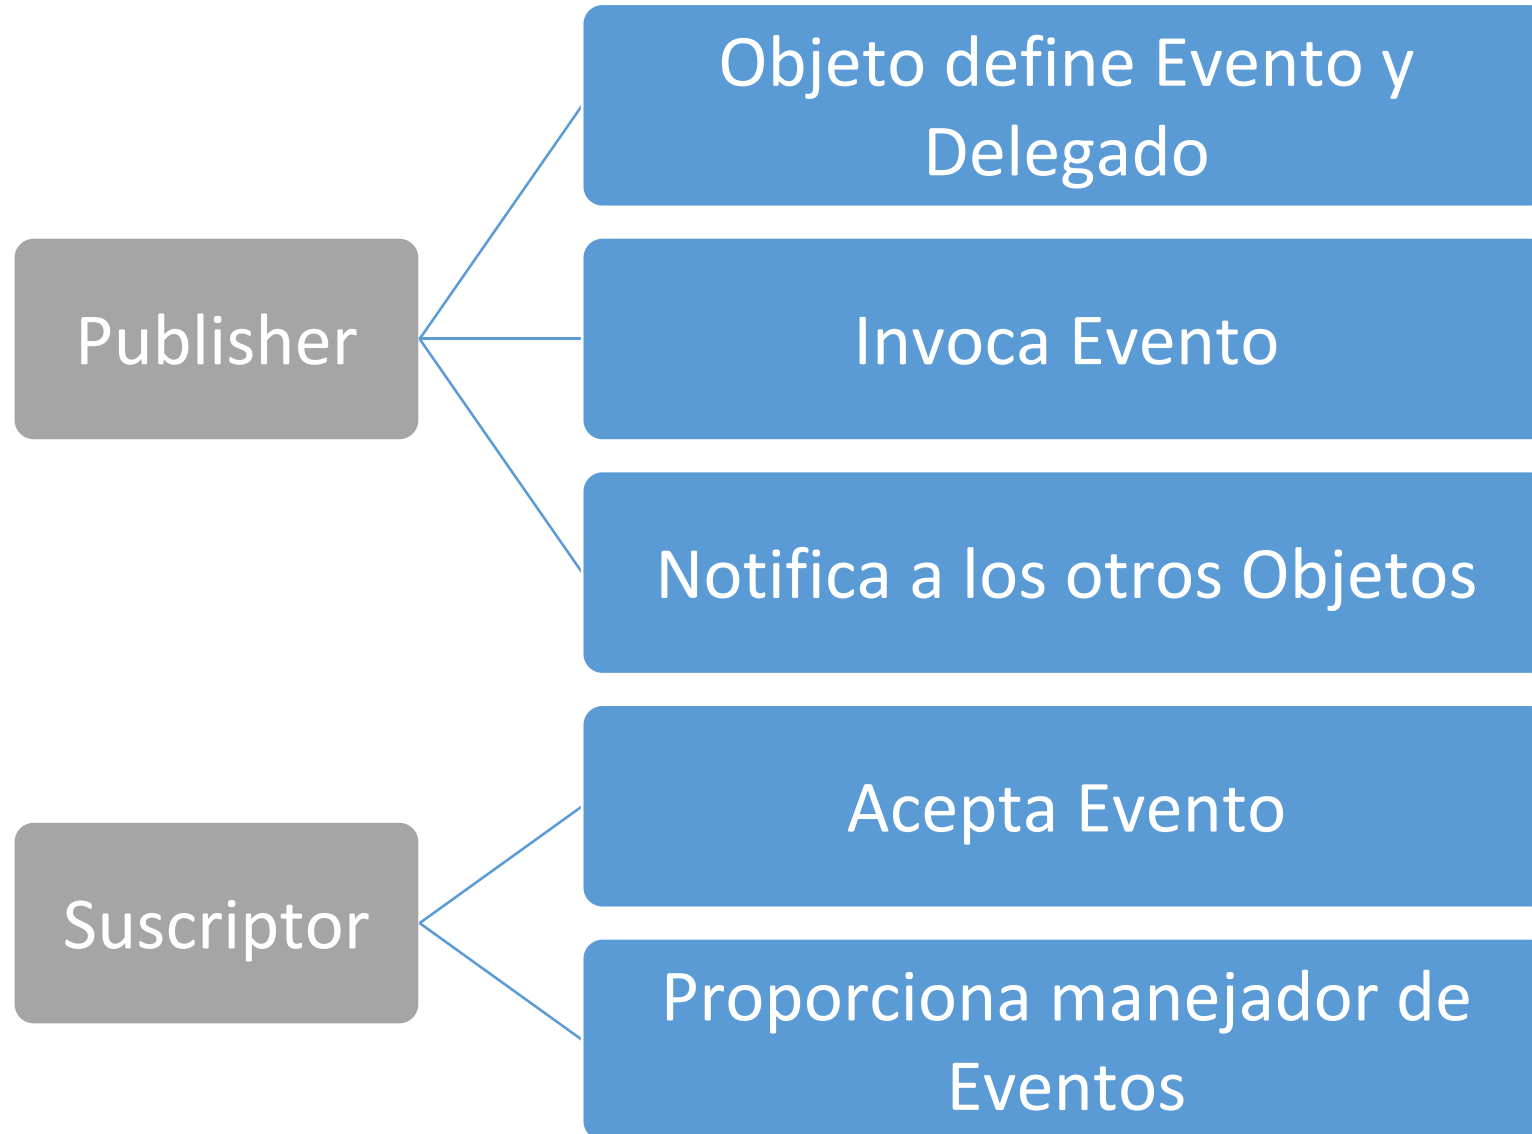 Objeto define Evento y
Delegado
Publisher
Invoca Evento
Notifica a los otros Objetos
Acepta Evento
Suscriptor
Proporciona manejador de
Eventos